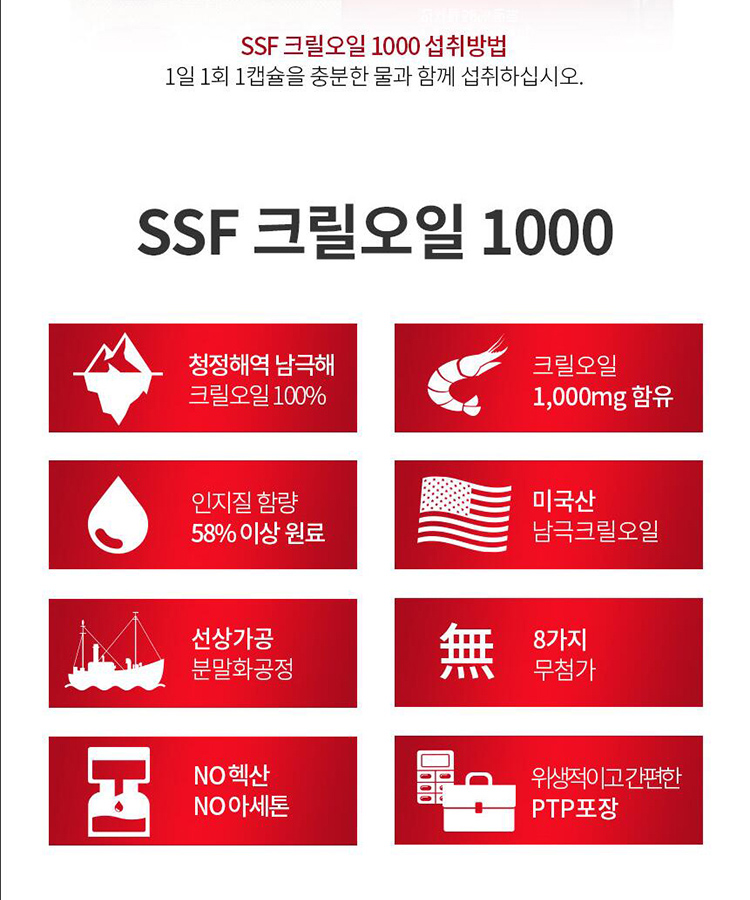 SSF 크릴오일 1000 섭취방법
1일 1회 1캡슐을 충분한 물과 함께 섭취하십시오.
SSF 크릴오일 1000
청정해역 남극해
크릴오일 100%
크릴오일
1,000mg 함유
인지질 함량
58% 이상 원료
미국산
남극크릴오일
선상가공
분말화공정
無
8가지
무첨가
NO 헥산
NO 아세톤
위생적이고 간편한
PTP포장